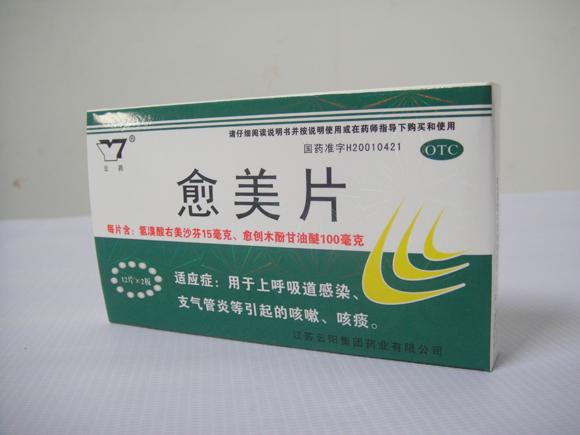 请仔细阅读说明书并按说明使用或在药师指导下购买和使用
国药准字H20010421
OTC
云药
愈美片
每片含：氢溴酸右美沙芬15毫克、愈创木酚甘油醚100毫克
12片×2板
适应症：用于上呼吸道感染、
支气管炎等引起的咳嗽、咳痰。
江苏云阳集团药业有限公司